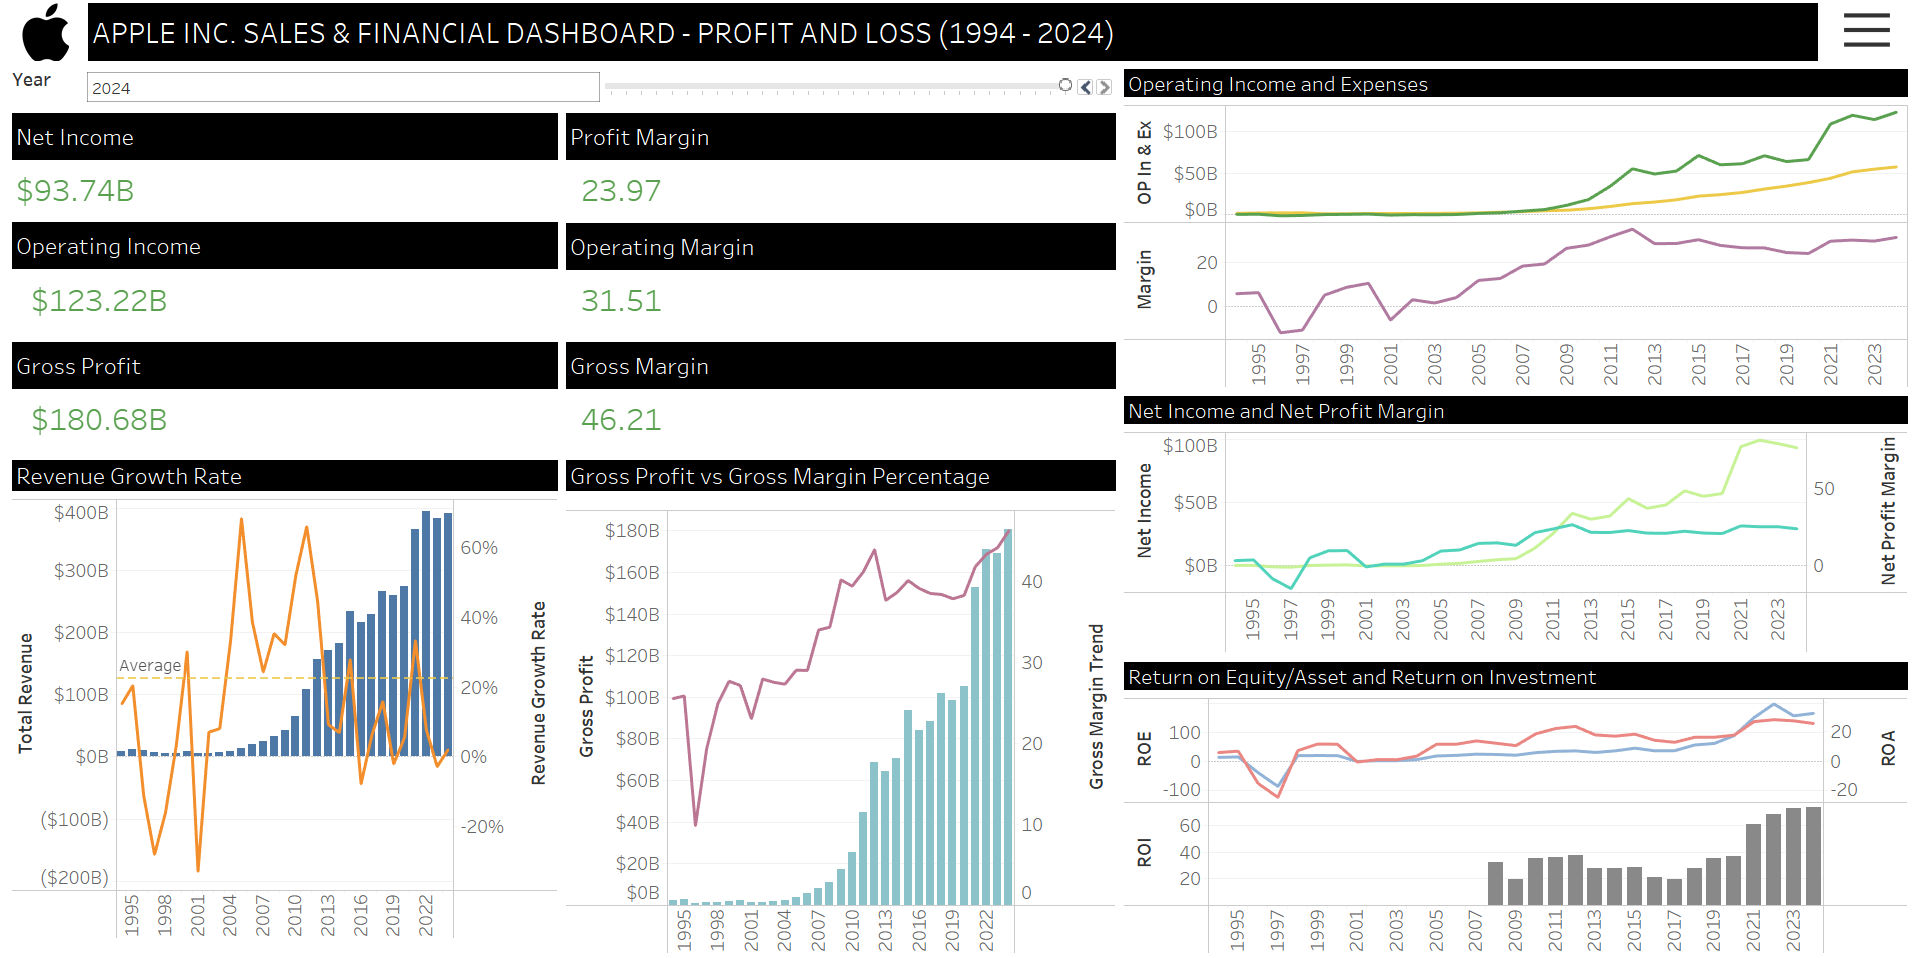 APPLE INC. SALES & FINANCIAL DASHBOARD - PROFIT AND LOSS (1994 - 2024)
Year
2024
Net Income
$93.74B
Profit Margin
23.97
Operating Income
$123.22B
Operating Margin
31.51
Gross Profit
$180.68B
Gross Margin
46.21
Revenue Growth Rate
Total Revenue
$400B
$300B
$200B
$100B
$0B
($100B)
($200B)
Average
60%
40%
20%
0%
-20%
Revenue Growth Rate
1995 1998 2001 2004 2007 2010 2013 2016 2019 2022
Gross Profit vs Gross Margin Percentage
Gross Profit
$180B
$160B
$140B
$120B
$100B
$80B
$60B
$40B
$20B
$0B
40
30
20
10
0
Gross Margin Trend
1995 1998 2001 2004 2007 2010 2013 2016 2019 2022
Operating Income and Expenses
OP In & Ex
$100B
$50B
$0B
Margin
20
0
1995 1997 1999 2001 2003 2005 2007 2009 2011 2013 2015 2017 2019 2021 2023
Net Income and Net Profit Margin
Net Income
$100B
$50B
$0B
50
0
Net Profit Margin
1995 1997 1999 2001 2003 2005 2007 2009 2011 2013 2015 2017 2019 2021 2023
Return on Equity/Asset and Return on Investment
ROE
100
0
-100
20
0
-20
ROA
ROI
60
40
20
1995 1997 1999 2001 2003 2005 2007 2009 2011 2013 2015 2017 2019 2021 2023